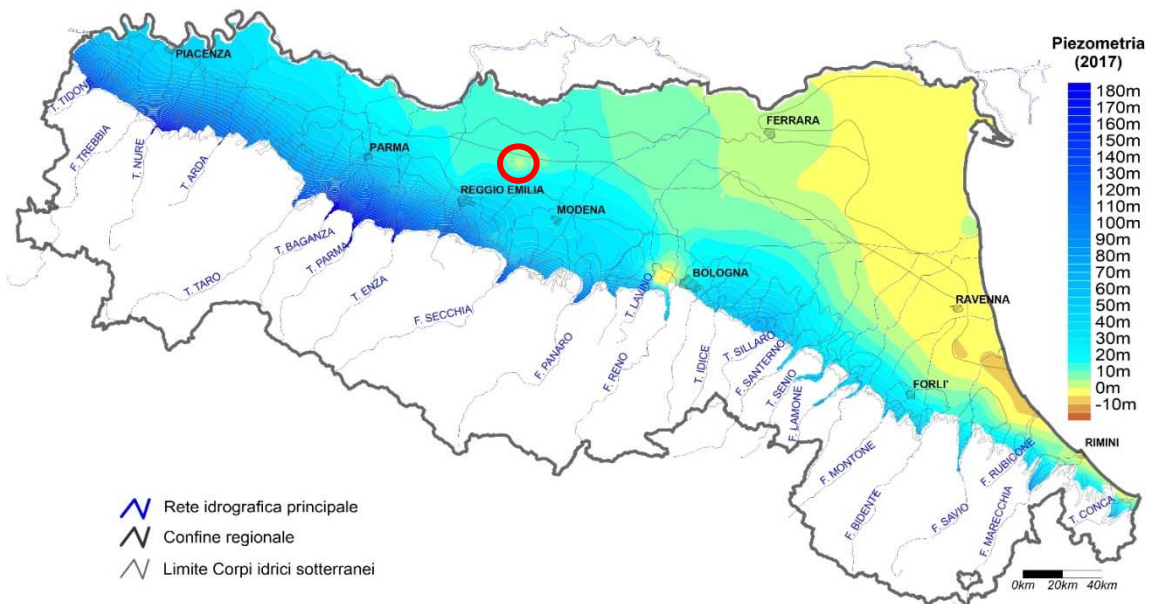 PIACENZA
T. TIDONE
F. TREBBIA
T. NURE
T. ARDA
PARMA
REGGIO EMILIA
MODENA
FERRARA
BOLOGNA
RAVENNA
FORLI'
RIMINI
T. TARO
T. BAGANZA
T. PARMA
T. ENZA
F. SECCHIA
F. PANARO
T. LAVINO
F. RENO
T. IDICE
T. SILLARO
F. SANTERNO
T. SENIO
F. LAMONE
F. MONTONE
F. BIDENTE
F. SAVIO
F. RUBICONE
F. MARECCHIA
T. CONCA
Piezometria
(2017)
180m
170m
160m
150m
140m
130m
120m
110m
100m
90m
80m
70m
60m
50m
40m
30m
20m
10m
0m
-10m
Rete idrografica principale
Confine regionale
Limite Corpi idrici sotterranei
0km 20km 40km